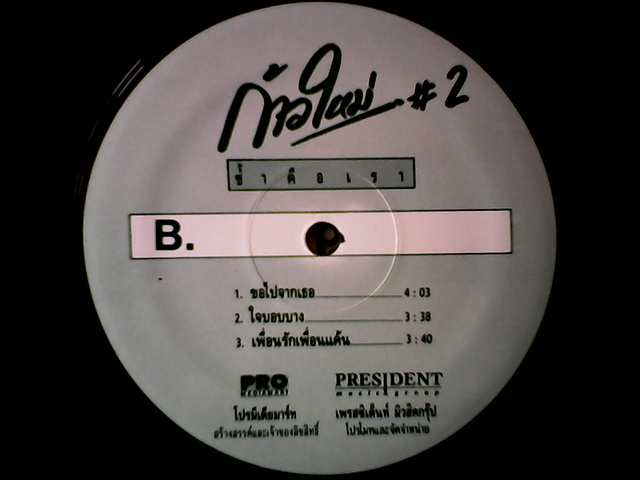 ก้าวใหม่ #2
ช้ำคือเรา
B.
1. ขอไปจากเธอ 4:03
2. ใจบอบบาง 3:38
3. เพื่อนรักเพื่อนแค้น 3:40
PRO
MEDIAMART
โปรมีเดียมาร์ท
สร้างสรรค์และเจ้าของลิขสิทธิ์
PRESIDENT
music group
เพรสซิเด็นท์ มิวสิคกรุ๊ป
โปรโมทและจัดจำหน่าย